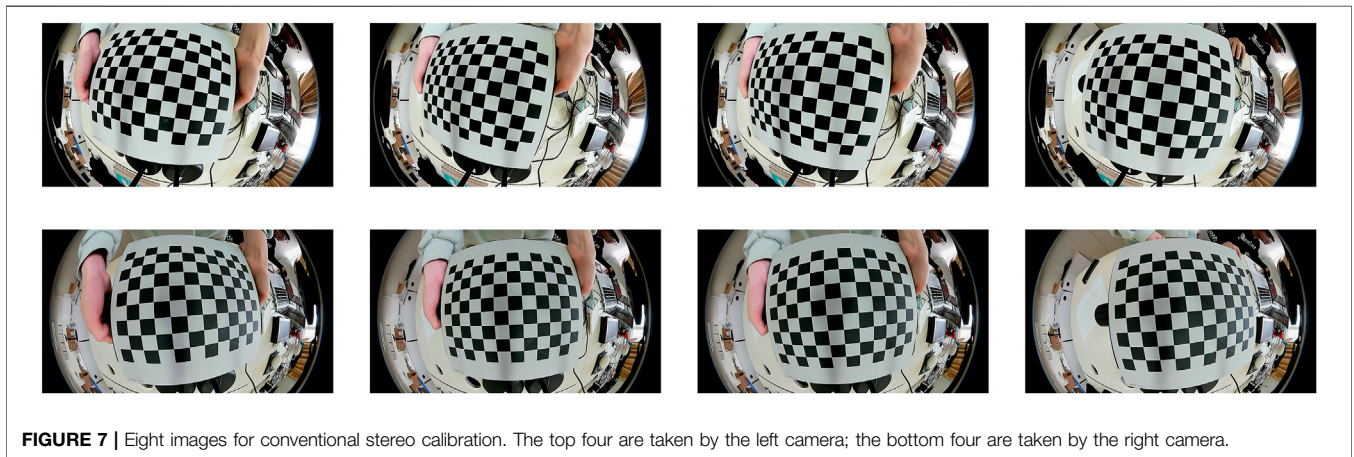 FIGURE 7 | Eight images for conventional stereo calibration. The top four are taken by the left camera; the bottom four are taken by the right camera.